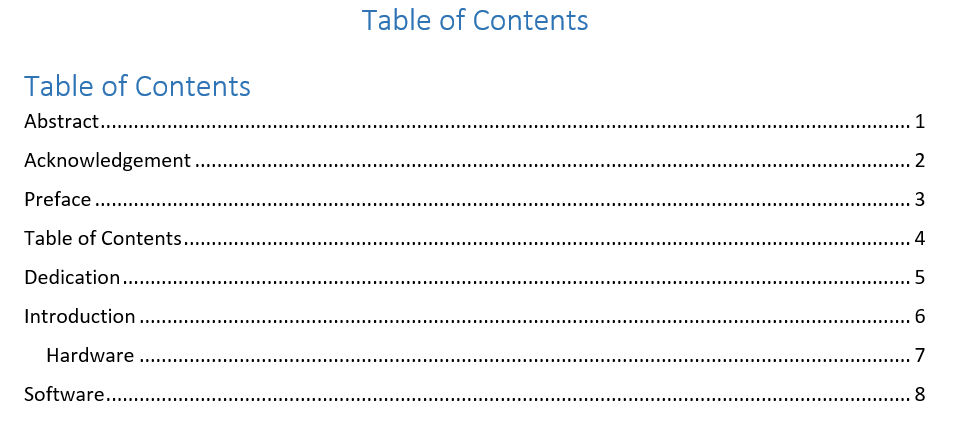 Table of Contents
Table of Contents
Abstract.......................................................................................................................................................... 1
Acknowledgement ........................................................................................................................................ 2
Preface ........................................................................................................................................................... 3
Table of Contents.......................................................................................................................................... 4
Dedication...................................................................................................................................................... 5
Introduction ................................................................................................................................................... 6
Hardware ................................................................................................................................................... 7
Software......................................................................................................................................................... 8